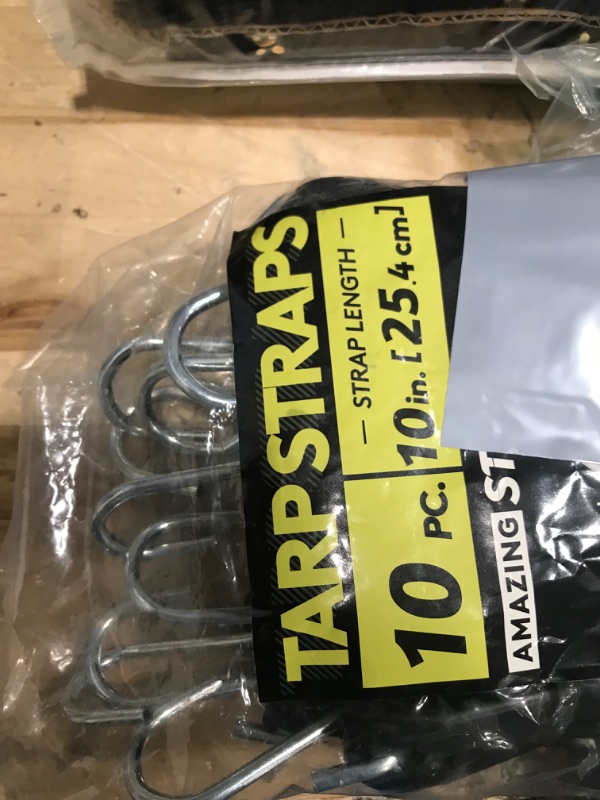 TARP STRAPS
— STRAP LENGTH —
10 in. [25.4 cm]
10 PC.
AMAZING